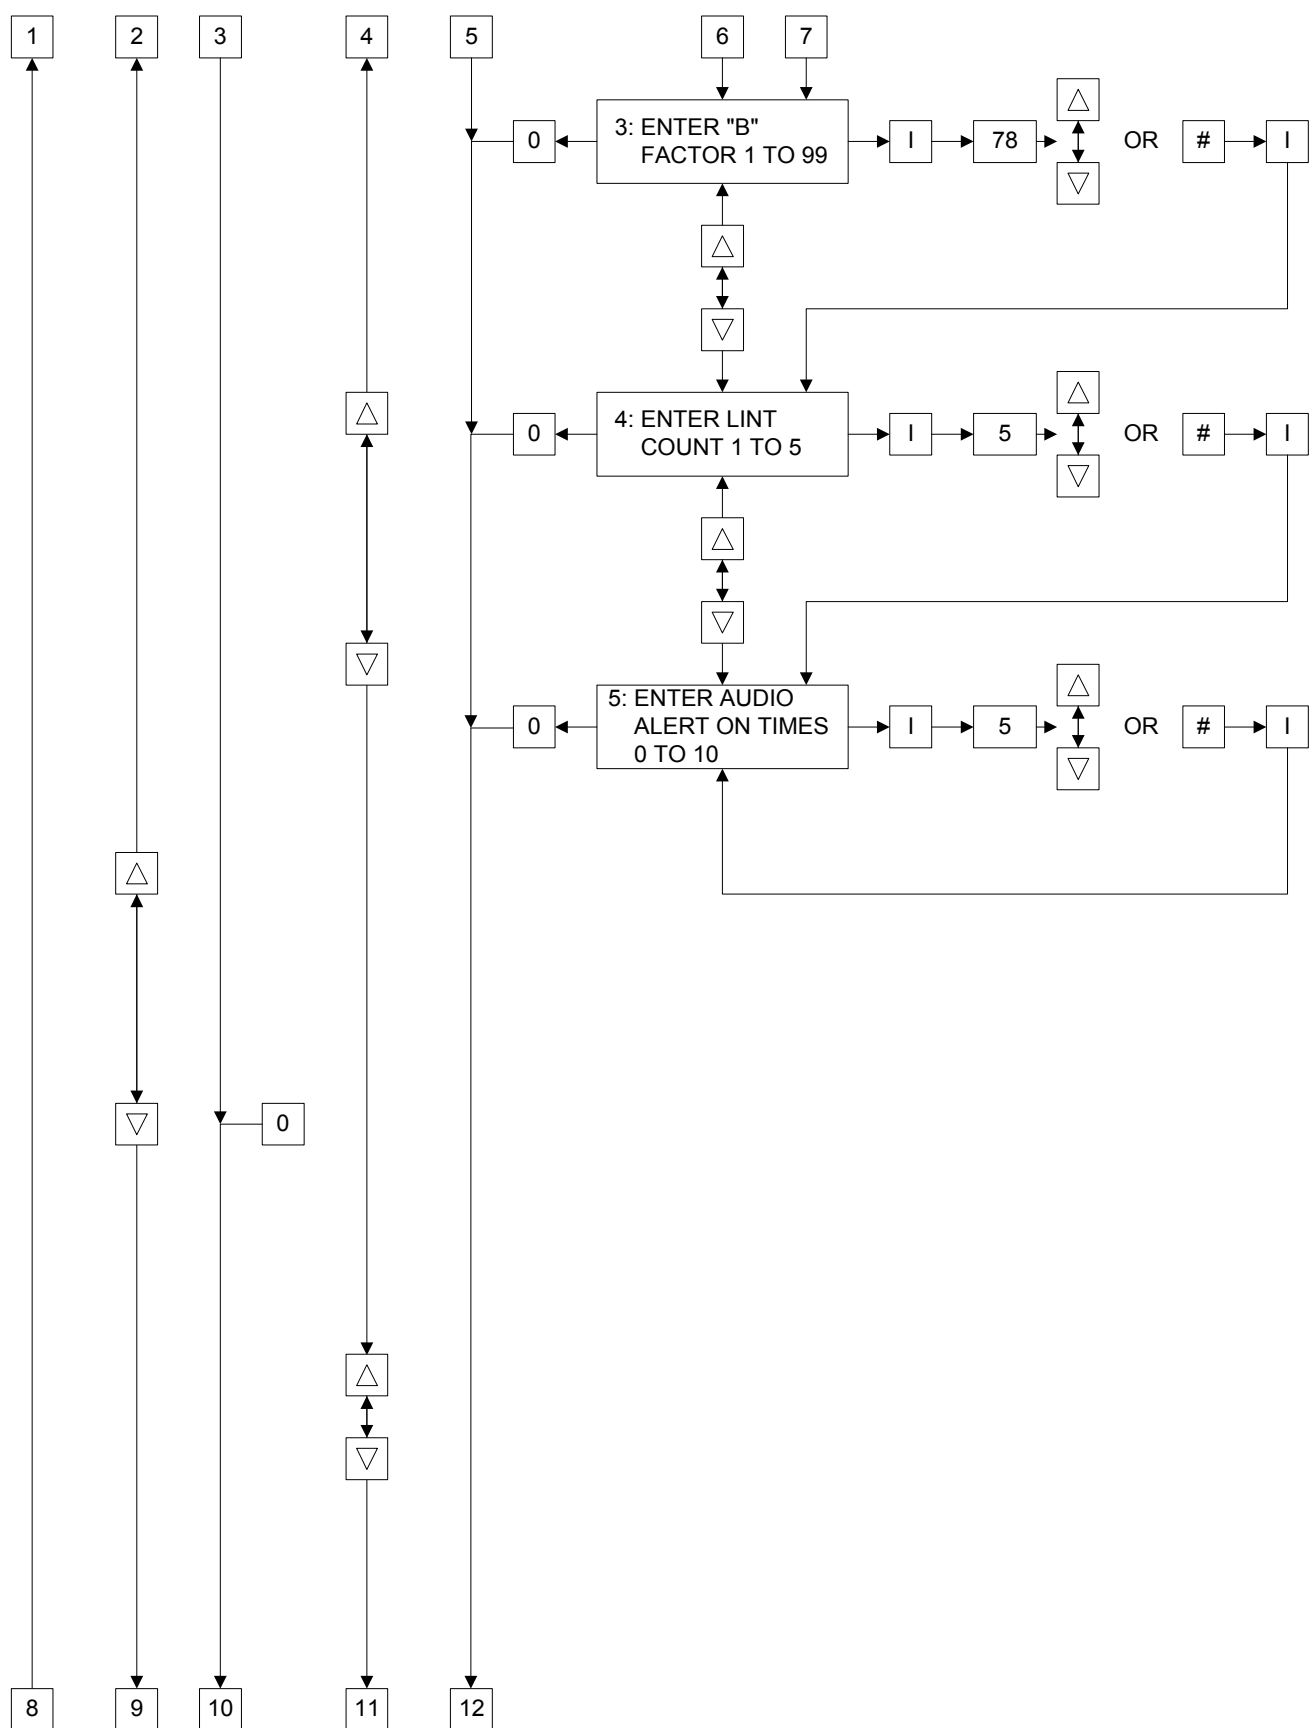 1 2 3 4 5 6 7
3: ENTER "B"
FACTOR 1 TO 99
0 I 78 OR # I
4: ENTER LINT
COUNT 1 TO 5
0 I 5 OR # I
5: ENTER AUDIO
ALERT ON TIMES
0 TO 10
0 I 5 OR # I
0
8 9 10 11 12